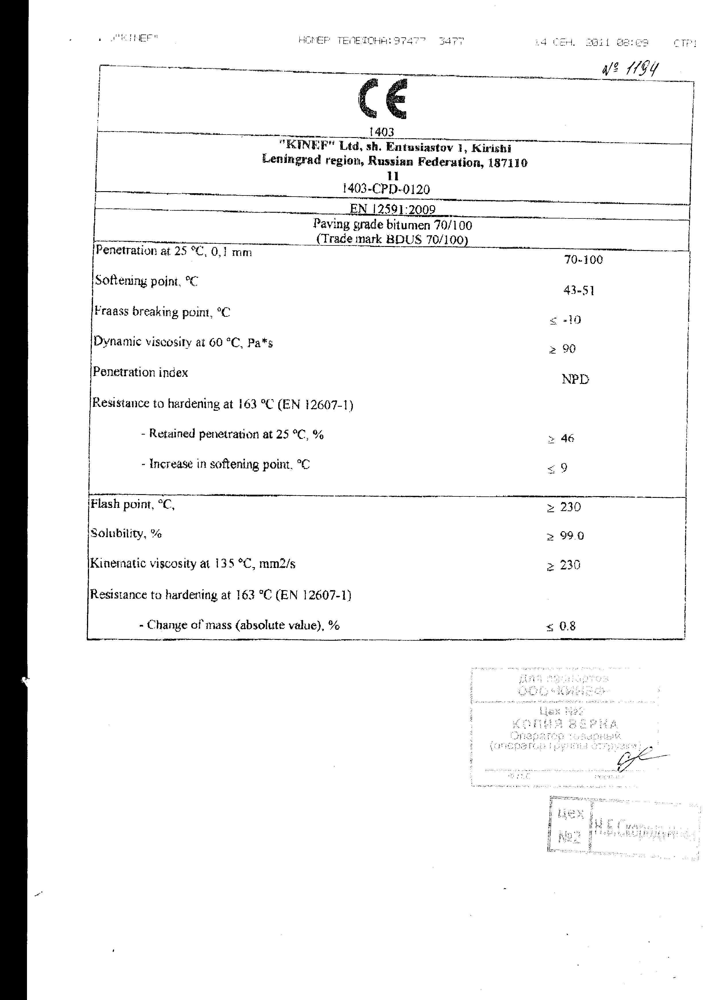 "KINEF" НОМЕР ТЕЛЕФОНА:97477 3477 14 СЕН. 2011 08:09 СТР1
№ 1194
CE
1403
"KINEF" Ltd, sh. Entusiastov 1, Kirishi
Leningrad region, Russian Federation, 187110
11
1403-CPD-0120
EN 12591:2009
Paving grade bitumen 70/100
(Trade mark BDUS 70/100)
Penetration at 25 °C, 0,1 mm 70-100
Softening point, °C 43-51
Fraass breaking point, °C ≤ -10
Dynamic viscosity at 60 °C, Pa*s ≥ 90
Penetration index NPD
Resistance to hardening at 163 °C (EN 12607-1)
- Retained penetration at 25 °C, % ≥ 46
- Increase in softening point, °C ≤ 9
Flash point, °C, ≥ 230
Solubility, % ≥ 99.0
Kinematic viscosity at 135 °C, mm2/s ≥ 230
Resistance to hardening at 163 °C (EN 12607-1)
- Change of mass (absolute value), % ≤ 0.8
Для паспортов
ООО «КИНЕФ»
Цех №2
КОПИЯ ВЕРНА
Оператор товарный
(оператор группы отгрузки)
Ф.И.О. подпись
цех
№2